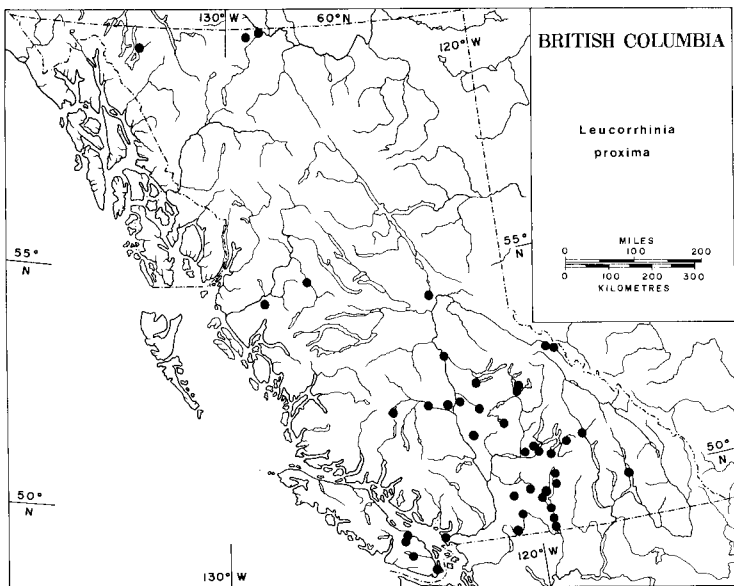 130° W
60° N
120° W
BRITISH COLUMBIA
Leucorrhinia
proxima
MILES
0 100 200
0 100 200 300
KILOMETRES
55°
N
55°
N
50°
N
50°
N
130° W
120° W